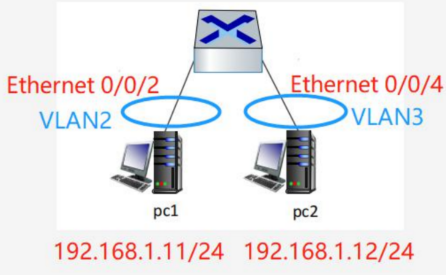 Ethernet 0/0/2
Ethernet 0/0/4
VLAN2
VLAN3
pc1
pc2
192.168.1.11/24
192.168.1.12/24